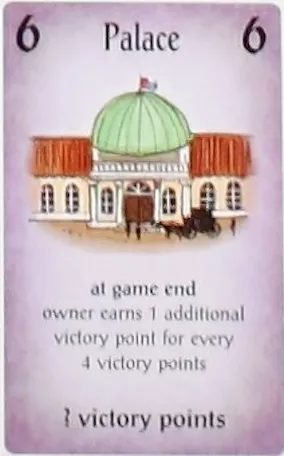 6 Palace 6
at game end
owner earns 1 additional
victory point for every
4 victory points
? victory points